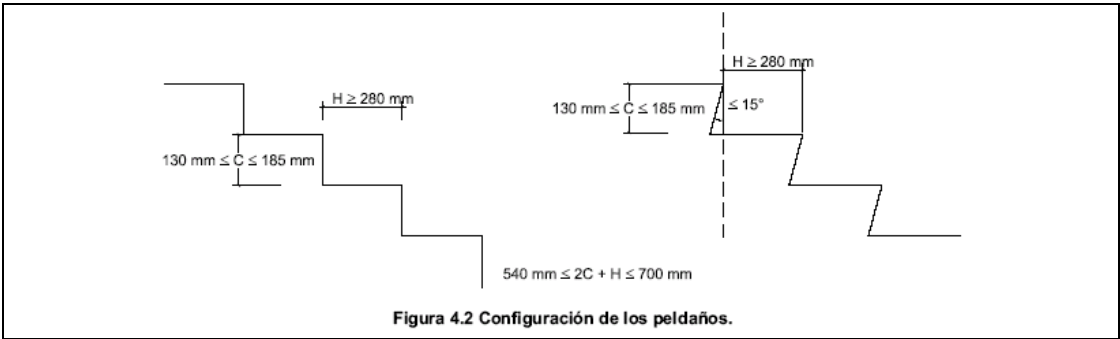 H ≥ 280 mm
130 mm ≤ C ≤ 185 mm
H ≥ 280 mm
130 mm ≤ C ≤ 185 mm
≤ 15°
540 mm ≤ 2C + H ≤ 700 mm
Figura 4.2 Configuración de los peldaños.